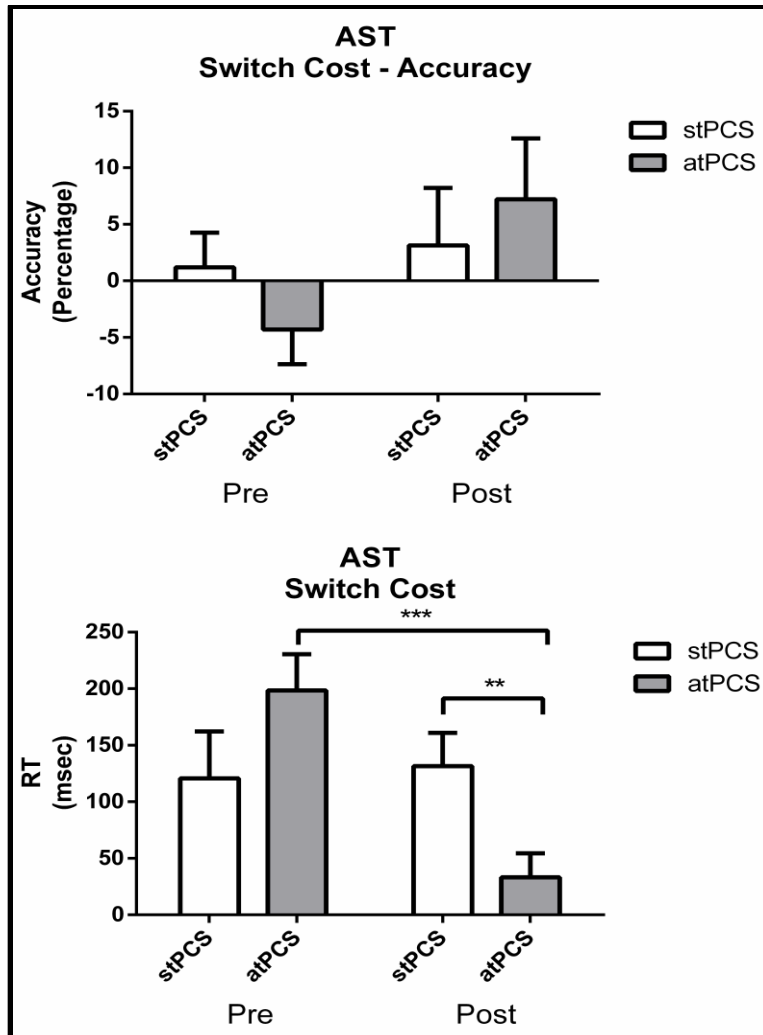 AST
Switch Cost - Accuracy
15
10
5
0
-5
-10
Accuracy
(Percentage)
stPCS
atPCS
stPCS
atPCS
stPCS
atPCS
Pre
Post
AST
Switch Cost
250
200
150
100
50
0
RT
(msec)
***
**
stPCS
atPCS
stPCS
atPCS
stPCS
atPCS
Pre
Post